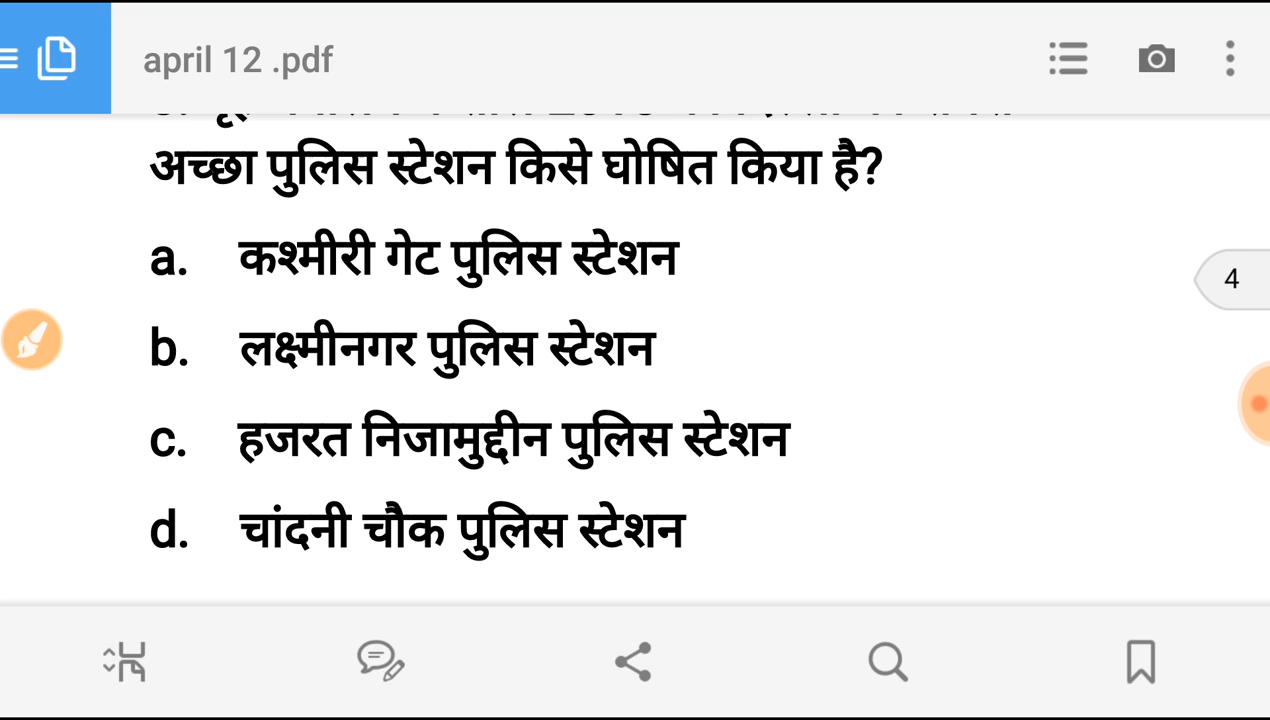 april 12 .pdf
अच्छा पुलिस स्टेशन किसे घोषित किया है?
a. कश्मीरी गेट पुलिस स्टेशन
4
b. लक्ष्मीनगर पुलिस स्टेशन
c. हजरत निजामुद्दीन पुलिस स्टेशन
d. चांदनी चौक पुलिस स्टेशन